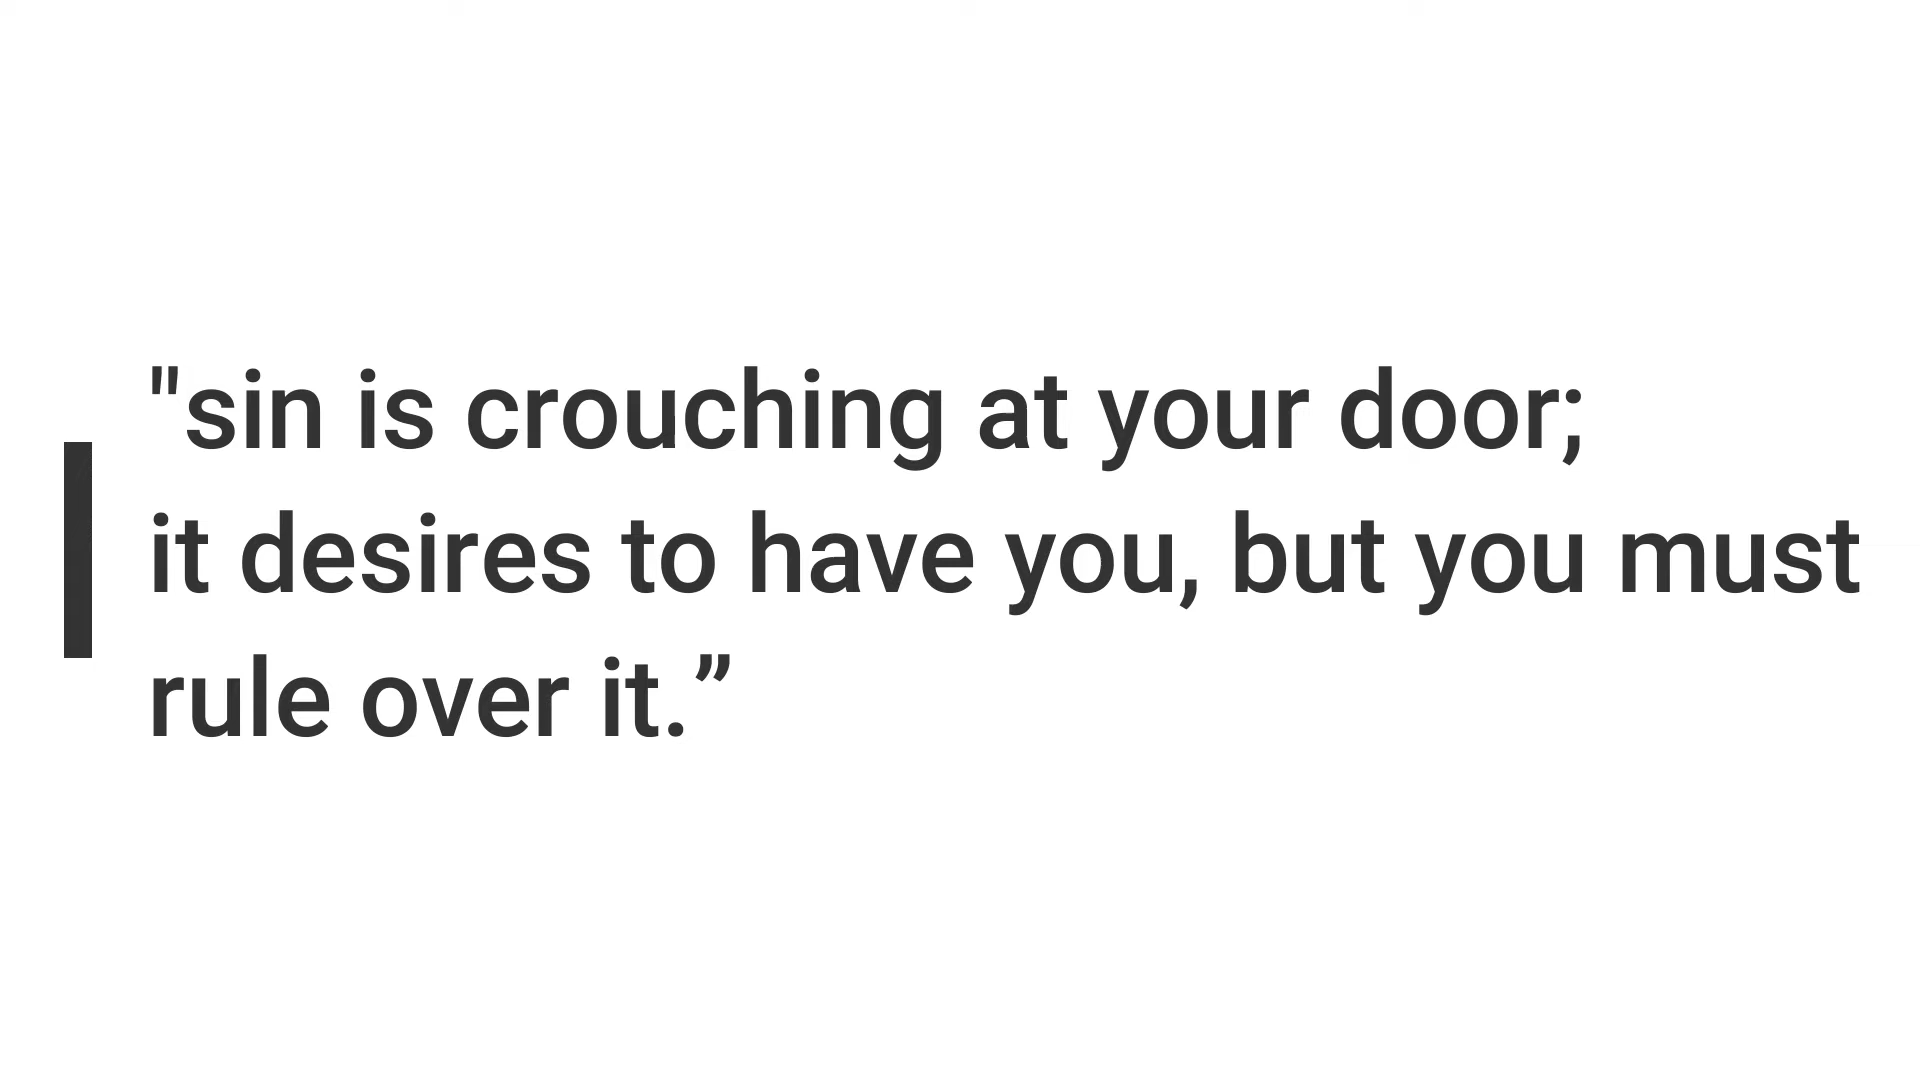 "sin is crouching at your door;
it desires to have you, but you must
rule over it.”